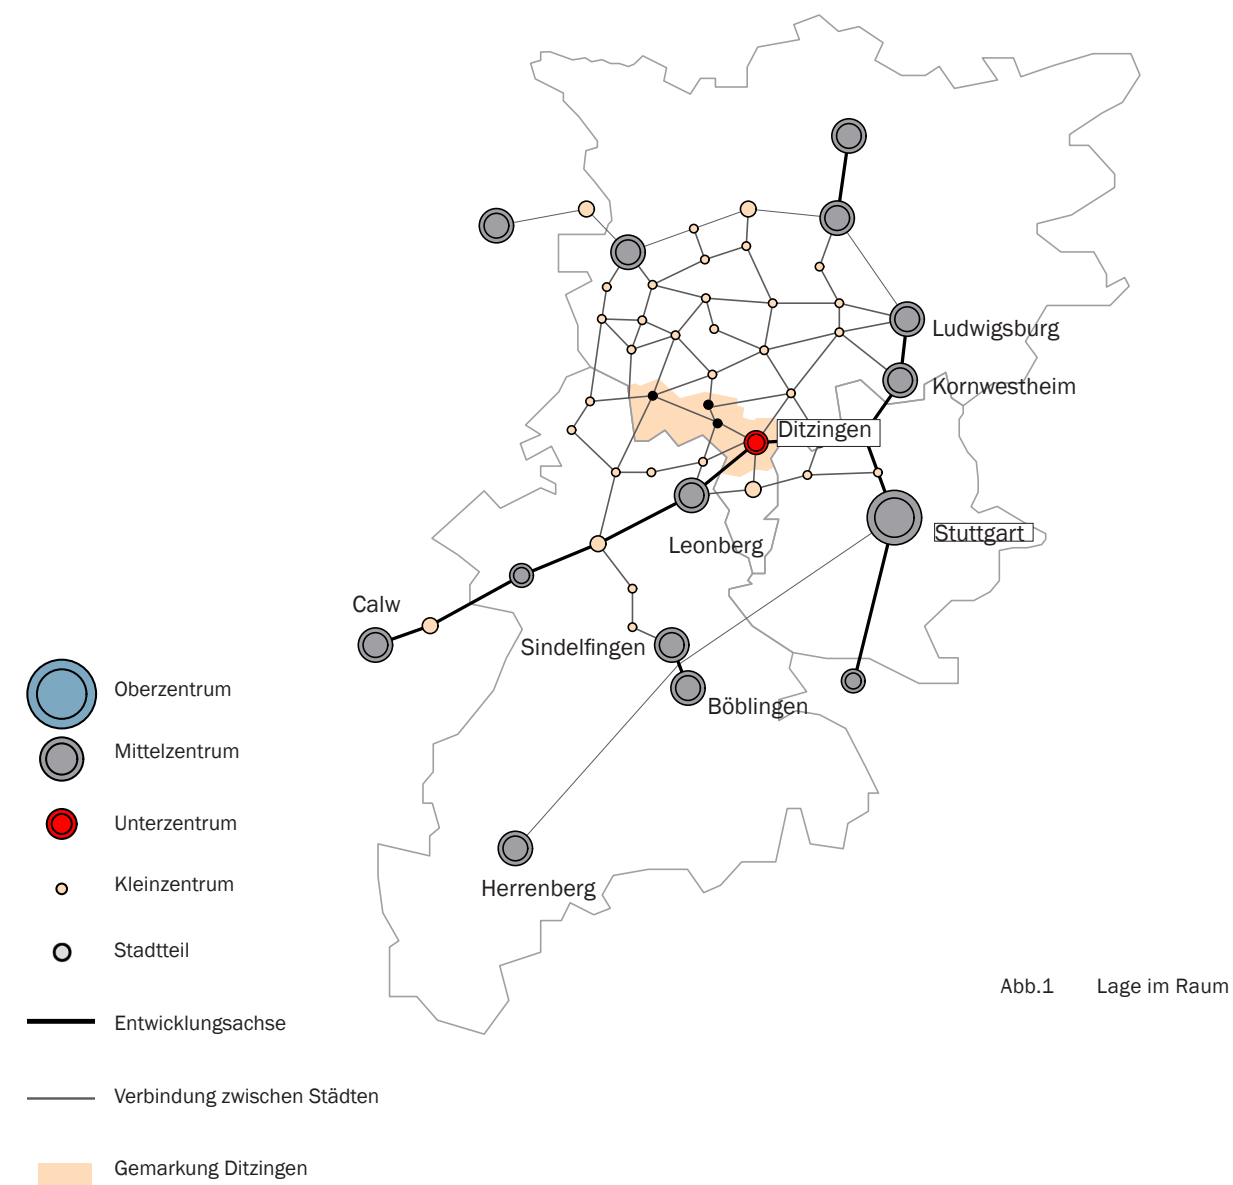 Ludwigsburg
Kornwestheim
Ditzingen
Stuttgart
Leonberg
Calw
Sindelfingen
Böblingen
Herrenberg
Oberzentrum
Mittelzentrum
Unterzentrum
Kleinzentrum
Stadtteil
Entwicklungsachse
Verbindung zwischen Städten
Gemarkung Ditzingen
Abb.1 Lage im Raum